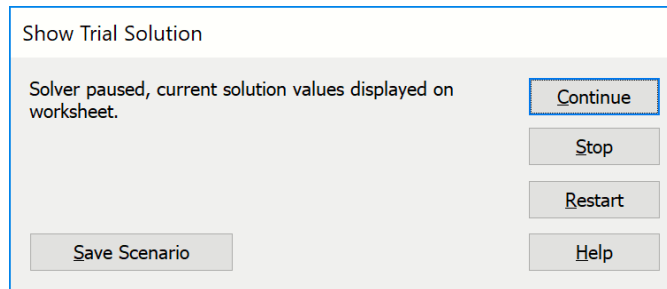 Show Trial Solution
Solver paused, current solution values displayed on
worksheet.
Continue
Stop
Restart
Save Scenario
Help